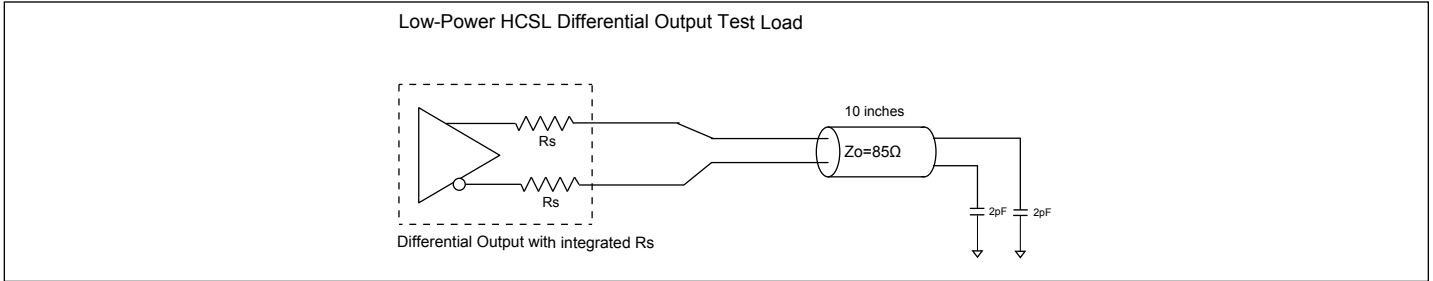 Low-Power HCSL Differential Output Test Load
10 inches
Rs
Zo=85Ω
Rs
2pF
2pF
Differential Output with integrated Rs